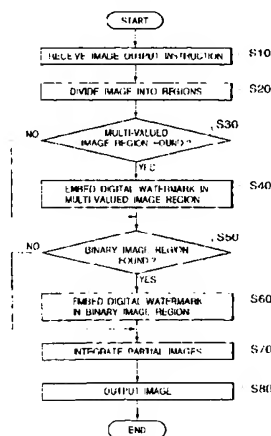 START
RECEIVE IMAGE OUTPUT INSTRUCTION
S10
DIVIDE IMAGE INTO REGIONS
S20
S30
MULTI-VALUED
IMAGE REGION FOUND?
NO
YES
EMBED DIGITAL WATERMARK IN
MULTI-VALUED IMAGE REGION
S40
S50
BINARY IMAGE REGION
FOUND?
NO
YES
EMBED DIGITAL WATERMARK
IN BINARY IMAGE REGION
S60
INTEGRATE PARTIAL IMAGES
S70
OUTPUT IMAGE
S80
END